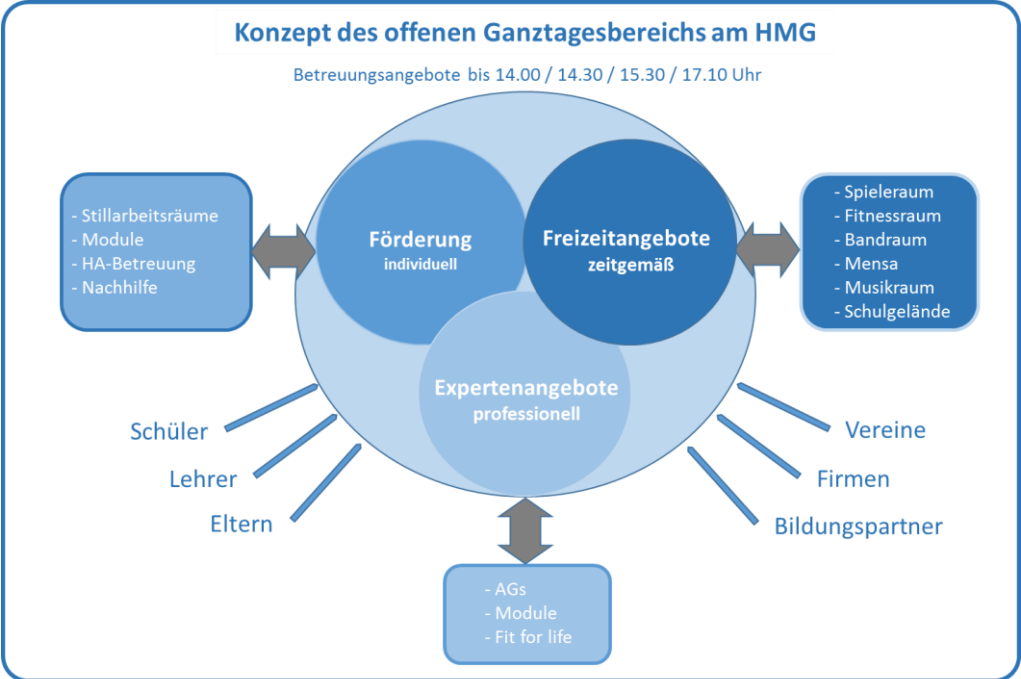 Konzept des offenen Ganztagesbereichs am HMG
Betreuungsangebote bis 14.00 / 14.30 / 15.30 / 17.10 Uhr
- Stillarbeitsräume
- Module
- HA-Betreuung
- Nachhilfe
Förderung
individuell
Freizeitangebote
zeitgemäß
- Spieleraum
- Fitnessraum
- Bandraum
- Mensa
- Musikraum
- Schulgelände
Expertenangebote
professionell
Schüler
Lehrer
Eltern
Vereine
Firmen
Bildungspartner
- AGs
- Module
- Fit for life